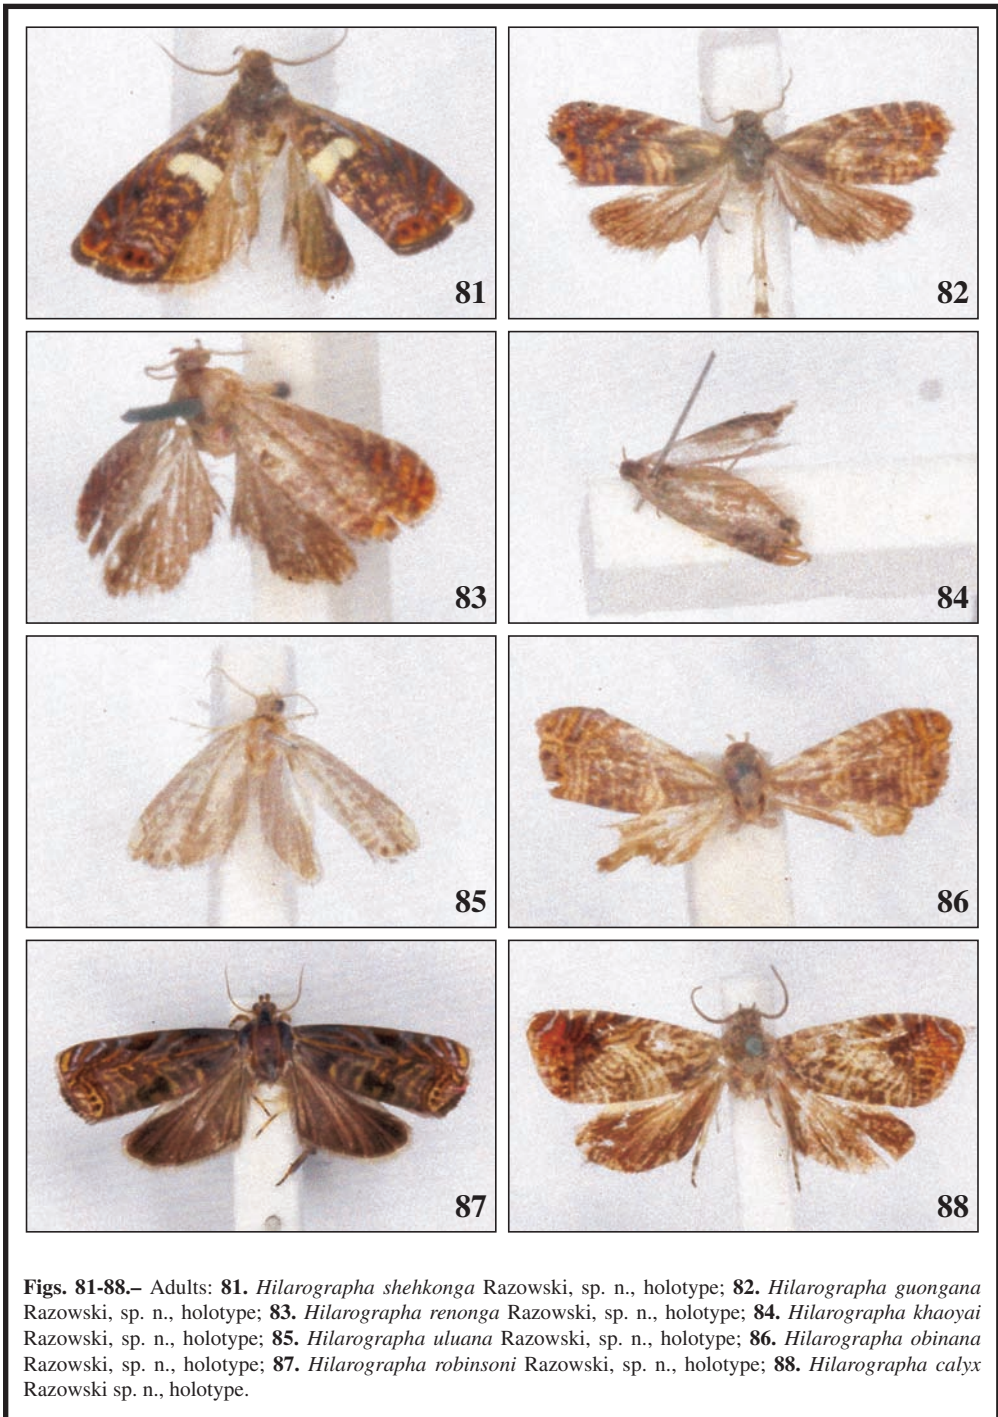 81
82
83
84
85
86
87
88
Figs. 81-88.– Adults: 81. Hilarographa shehkonga Razowski, sp. n., holotype; 82. Hilarographa guongana
Razowski, sp. n., holotype; 83. Hilarographa renonga Razowski, sp. n., holotype; 84. Hilarographa khaoyai
Razowski, sp. n., holotype; 85. Hilarographa uluana Razowski, sp. n., holotype; 86. Hilarographa obinana
Razowski, sp. n., holotype; 87. Hilarographa robinsoni Razowski, sp. n., holotype; 88. Hilarographa calyx
Razowski sp. n., holotype.